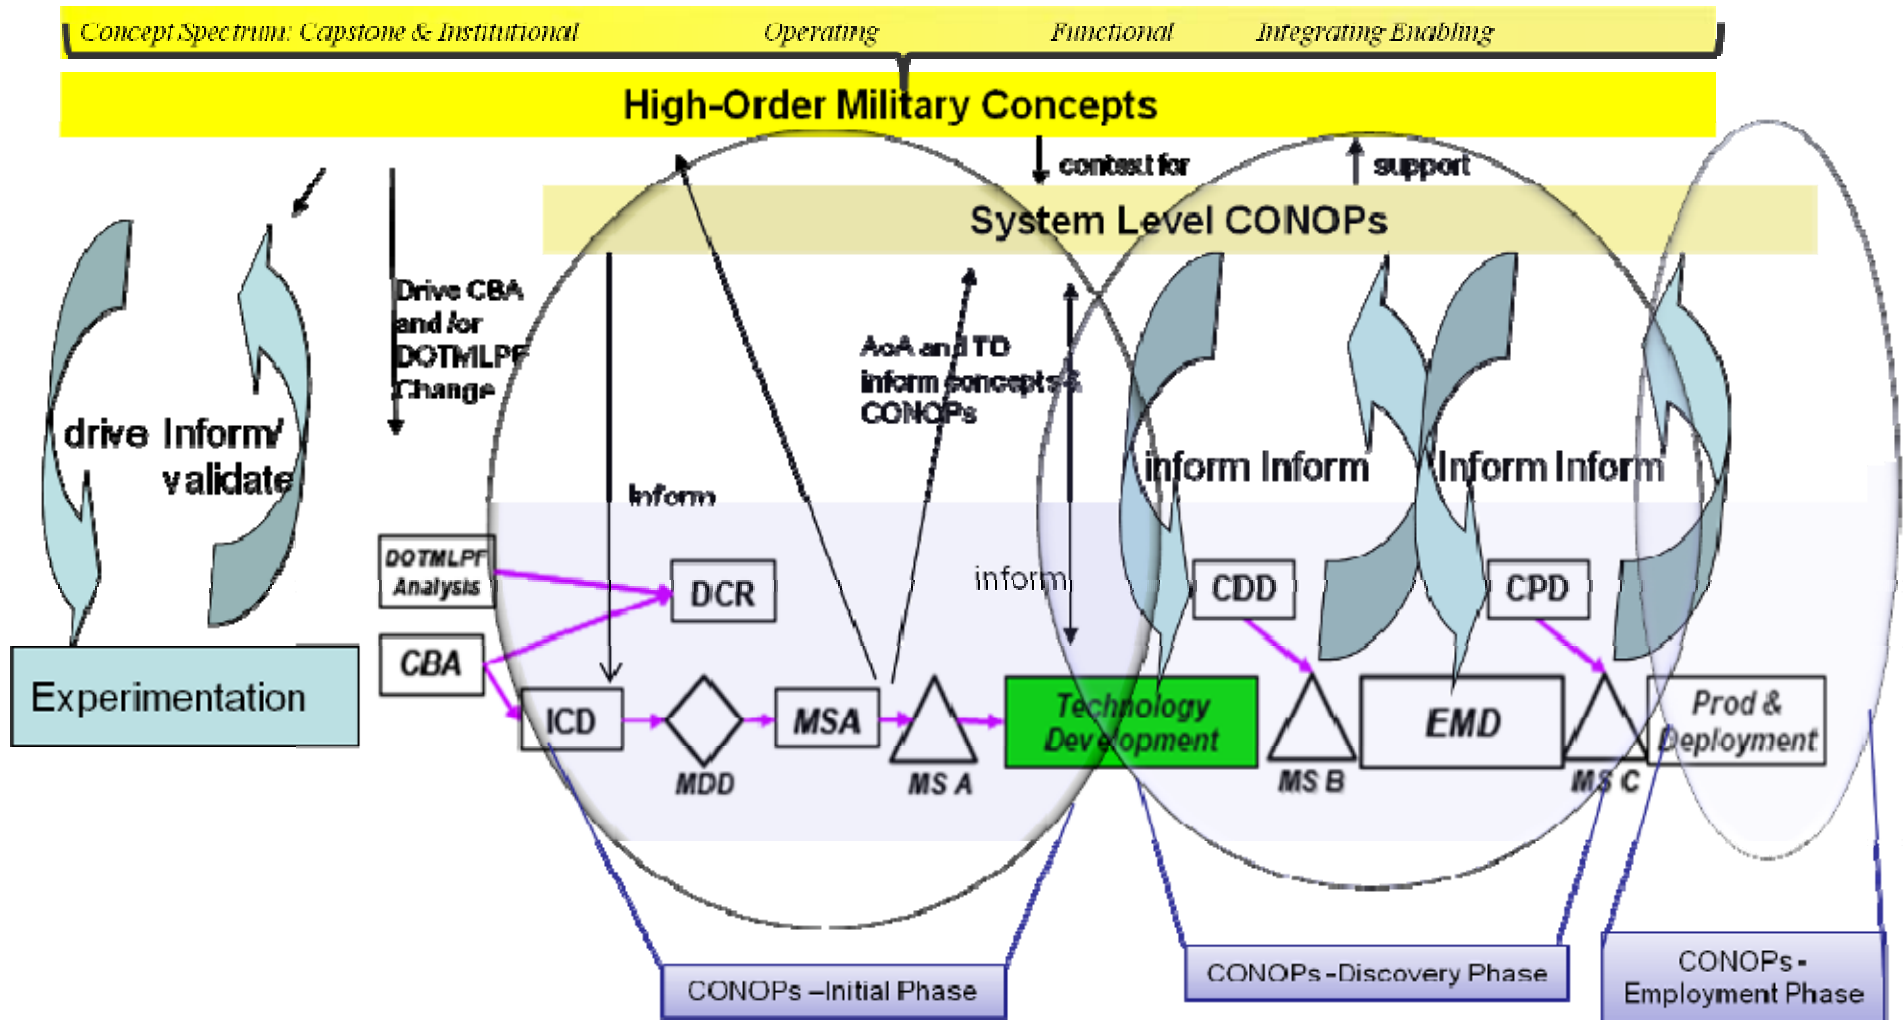 Concept Spectrum: Capstone & Institutional Operating Functional Integrating Enabling
High-Order Military Concepts
context for
support
System Level CONOPs
Drive CBA
and /or
DOTMLPF
Change
AoA and TD
inform concepts &
CONOPs
drive Inform/
validate
inform Inform
Inform Inform
Inform
inform
DOTMLPF
Analysis
DCR
CDD
CPD
CBA
Experimentation
ICD
MSA
Technology
Development
EMD
Prod &
Deployment
MDD
MS A
MS B
MS C
CONOPs –Initial Phase
CONOPs -Discovery Phase
CONOPs -
Employment Phase